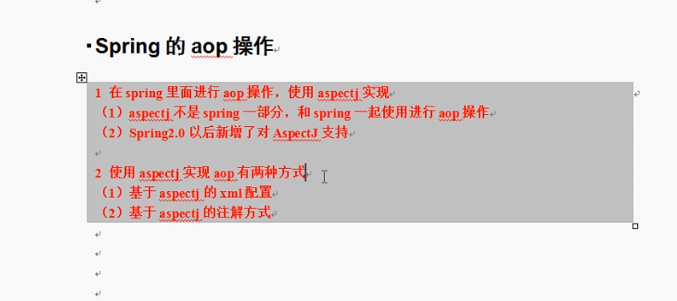 Spring 的 aop 操作
1 在 spring 里面进行 aop 操作，使用 aspectj 实现
（1）aspectj 不是 spring 一部分，和 spring 一起使用进行 aop 操作
（2）Spring2.0 以后新增了对 AspectJ 支持
2 使用 aspectj 实现 aop 有两种方式
（1）基于 aspectj 的 xml 配置
（2）基于 aspectj 的注解方式